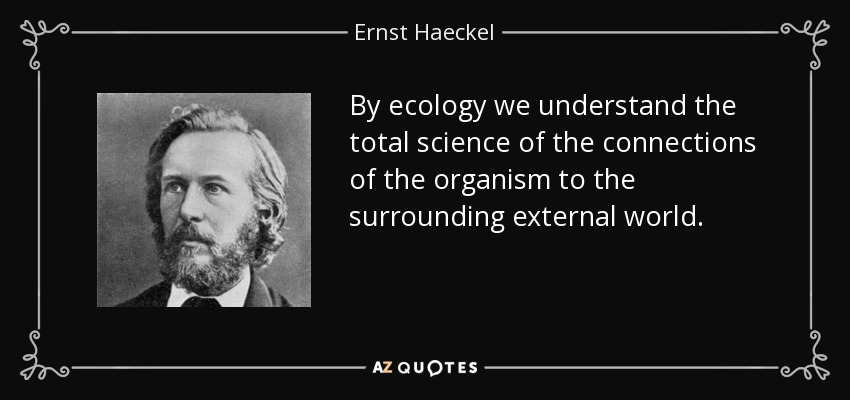 Ernst Haeckel
By ecology we understand the
total science of the connections
of the organism to the
surrounding external world.
AZ QUOTES